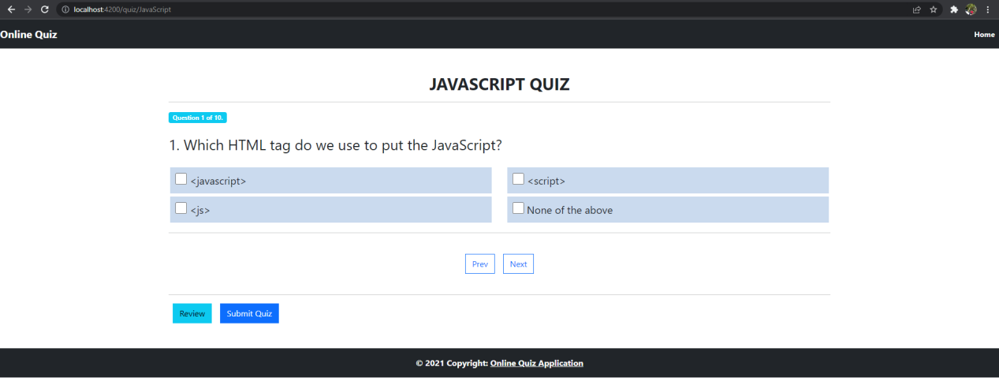 localhost:4200/quiz/JavaScript
Online Quiz
Home
JAVASCRIPT QUIZ
Question 1 of 10.
1. Which HTML tag do we use to put the JavaScript?
<javascript>
<script>
<js>
None of the above
Prev
Next
Review
Submit Quiz
© 2021 Copyright: Online Quiz Application